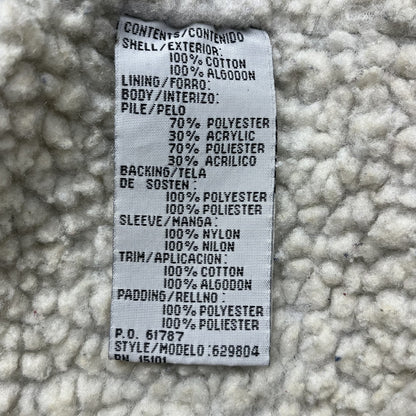 CONTENTS/CONTENIDO
SHELL/EXTERIOR:
100% COTTON
100% ALGODON
LINING/FORRO:
BODY/INTERIZO:
PILE/PELO
70% POLYESTER
30% ACRYLIC
70% POLIESTER
30% ACRILICO
BACKING/TELA
DE SOSTEN:
100% POLYESTER
100% POLIESTER
SLEEVE/MANGA:
100% NYLON
100% NILON
TRIM/APLICACION:
100% COTTON
100% ALGODON
PADDING/RELLNO:
100% POLYESTER
100% POLIESTER
P.O. 61787
STYLE/MODELO:629804
RN 15101